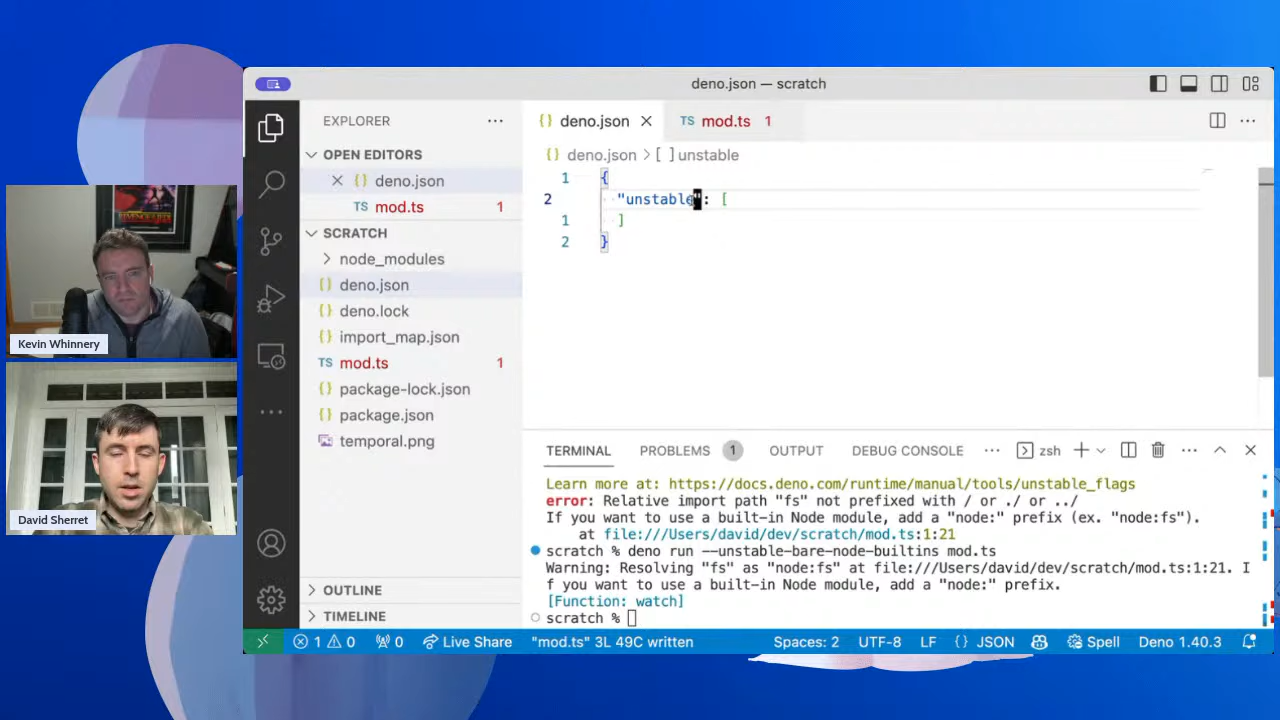 deno.json — scratch
EXPLORER
OPEN EDITORS
deno.json
mod.ts 1
SCRATCH
node_modules
deno.json
deno.lock
import_map.json
TS mod.ts 1
package-lock.json
package.json
temporal.png
OUTLINE
TIMELINE
deno.json
TS mod.ts 1
deno.json > [ ] unstable
1 {
2 "unstable": [
1 ]
2 }
TERMINAL PROBLEMS 1 OUTPUT DEBUG CONSOLE zsh
Learn more at: https://docs.deno.com/runtime/manual/tools/unstable_flags
error: Relative import path "fs" not prefixed with / or ./ or ../
If you want to use a built-in Node module, add a "node:" prefix (ex. "node:fs").
at file:///Users/david/dev/scratch/mod.ts:1:21
scratch % deno run --unstable-bare-node-builtins mod.ts
Warning: Resolving "fs" as "node:fs" at file:///Users/david/dev/scratch/mod.ts:1:21. I
f you want to use a built-in Node module, add a "node:" prefix.
[Function: watch]
scratch %
1 0 0 Live Share "mod.ts" 3L 49C written Spaces: 2 UTF-8 LF {} JSON Spell Deno 1.40.3
Kevin Whinnery
David Sherret